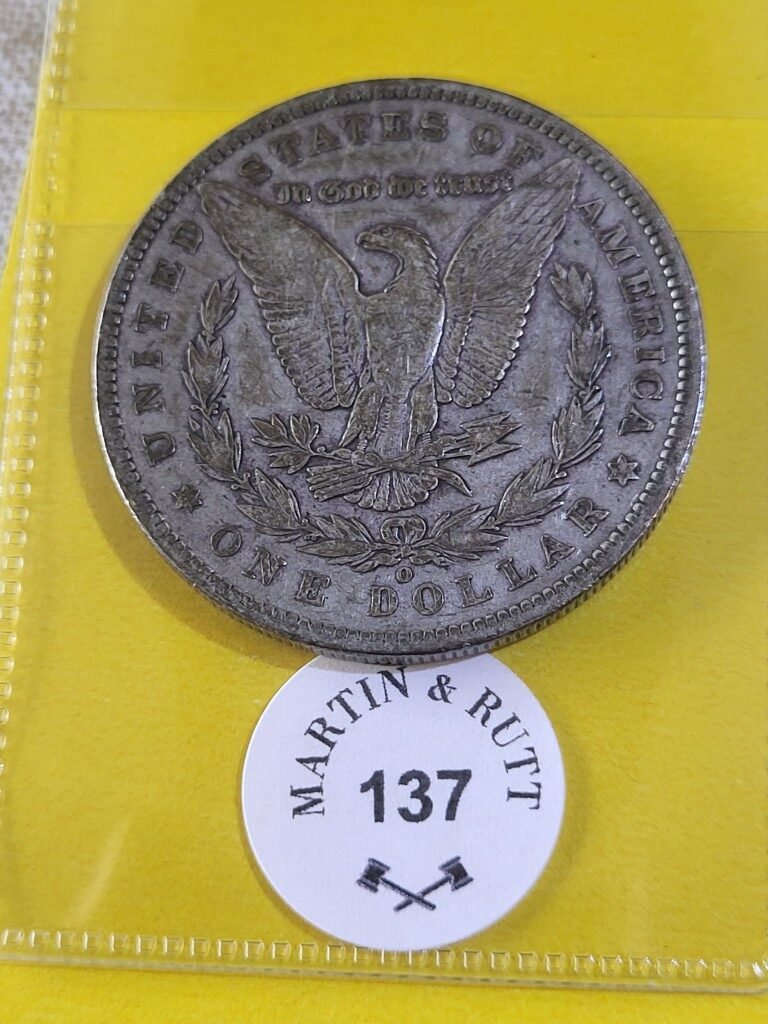 UNITED STATES OF AMERICA
In God we trust
O
ONE DOLLAR
MARTIN & RUTT
137